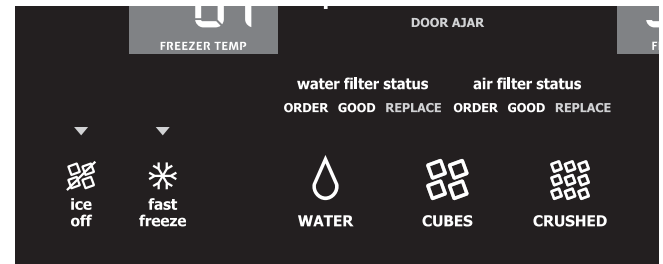 DOOR AJAR
FREEZER TEMP
water filter status air filter status
ORDER GOOD REPLACE ORDER GOOD REPLACE
ice off
fast freeze
WATER
CUBES
CRUSHED